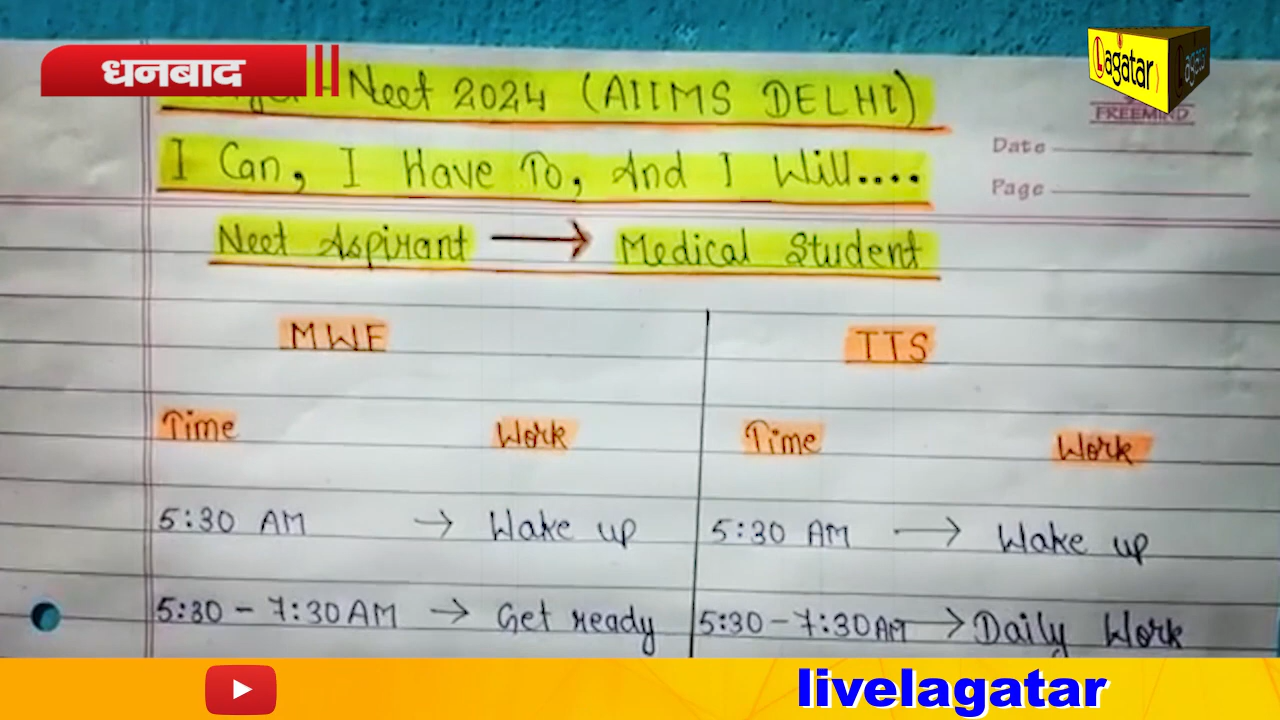 धनबाद
Lagatar
Lagatar
Neet 2024 (AIIMS DELHI)
FREEMIND
Date
Page
I Can, I Have To, And I Will....
Neet Aspirant → Medical Student
MWF TTS
Time Work Time Work
5:30 AM → Wake up 5:30 AM → Wake up
5:30 - 7:30 AM → Get ready 5:30 - 7:30 AM → Daily Work
livelagatar